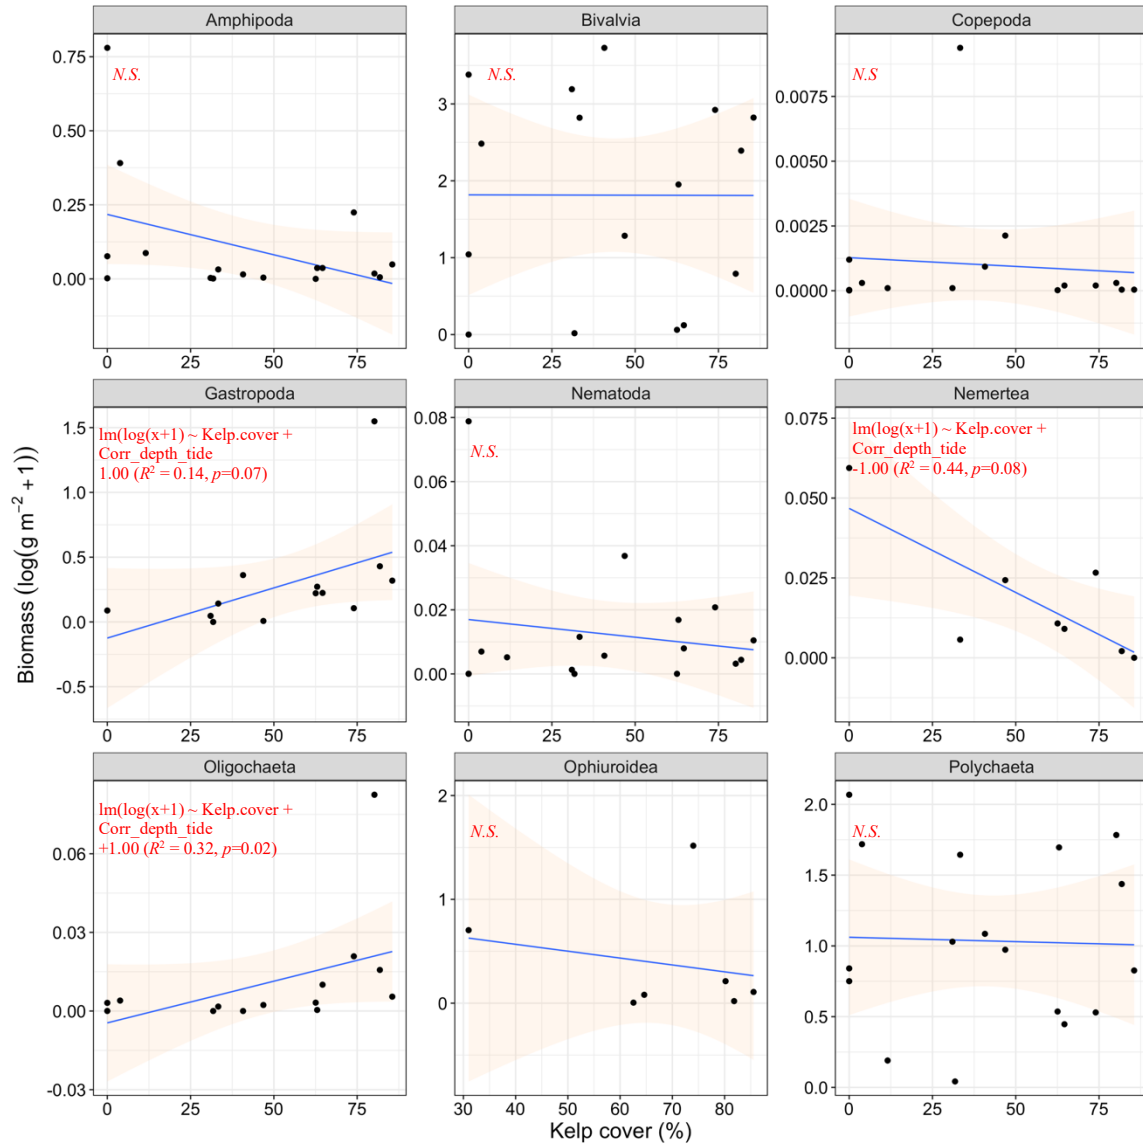 Amphipoda
Bivalvia
Copepoda
0.75
0.50
0.25
0.00
N.S.
0
25
50
75
3
2
1
0
N.S.
0
25
50
75
0.0075
0.0050
0.0025
0.0000
N.S
0
25
50
75
Gastropoda
Nematoda
Nemertea
Biomass (log(g m⁻² + 1))
1.5
1.0
0.5
0.0
-0.5
lm(log(x+1) ~ Kelp.cover +
Corr_depth_tide
1.00 (R² = 0.14, p=0.07)
0
25
50
75
0.08
0.06
0.04
0.02
0.00
N.S.
0
25
50
75
0.075
0.050
0.025
0.000
lm(log(x+1) ~ Kelp.cover +
Corr_depth_tide
-1.00 (R² = 0.44, p=0.08)
0
25
50
75
Oligochaeta
Ophiuroidea
Polychaeta
0.06
0.03
0.00
-0.03
lm(log(x+1) ~ Kelp.cover +
Corr_depth_tide
+1.00 (R² = 0.32, p=0.02)
0
25
50
75
2
1
0
N.S.
30
40
50
60
70
80
2.0
1.5
1.0
0.5
0.0
N.S.
0
25
50
75
Kelp cover (%)